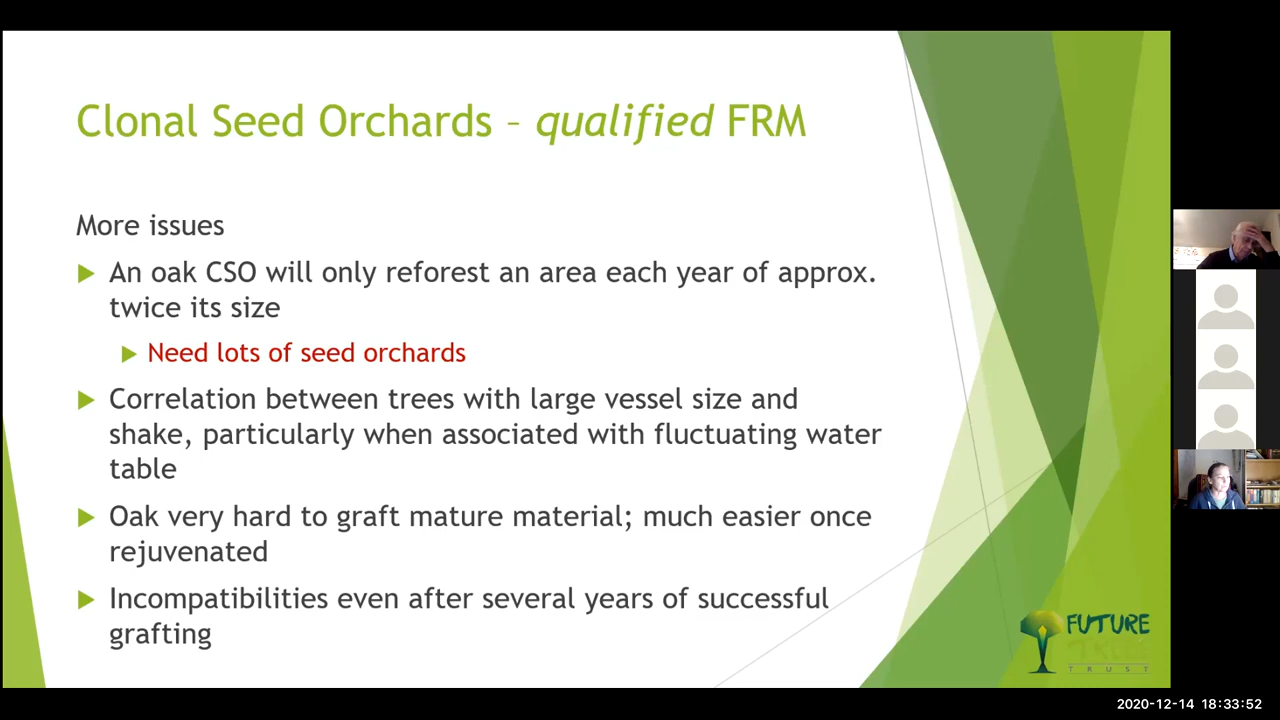 Clonal Seed Orchards – qualified FRM
More issues
An oak CSO will only reforest an area each year of approx.
twice its size
Need lots of seed orchards
Correlation between trees with large vessel size and
shake, particularly when associated with fluctuating water
table
Oak very hard to graft mature material; much easier once
rejuvenated
Incompatibilities even after several years of successful
grafting
FUTURE
TREES
TRUST
2020-12-14 18:33:52